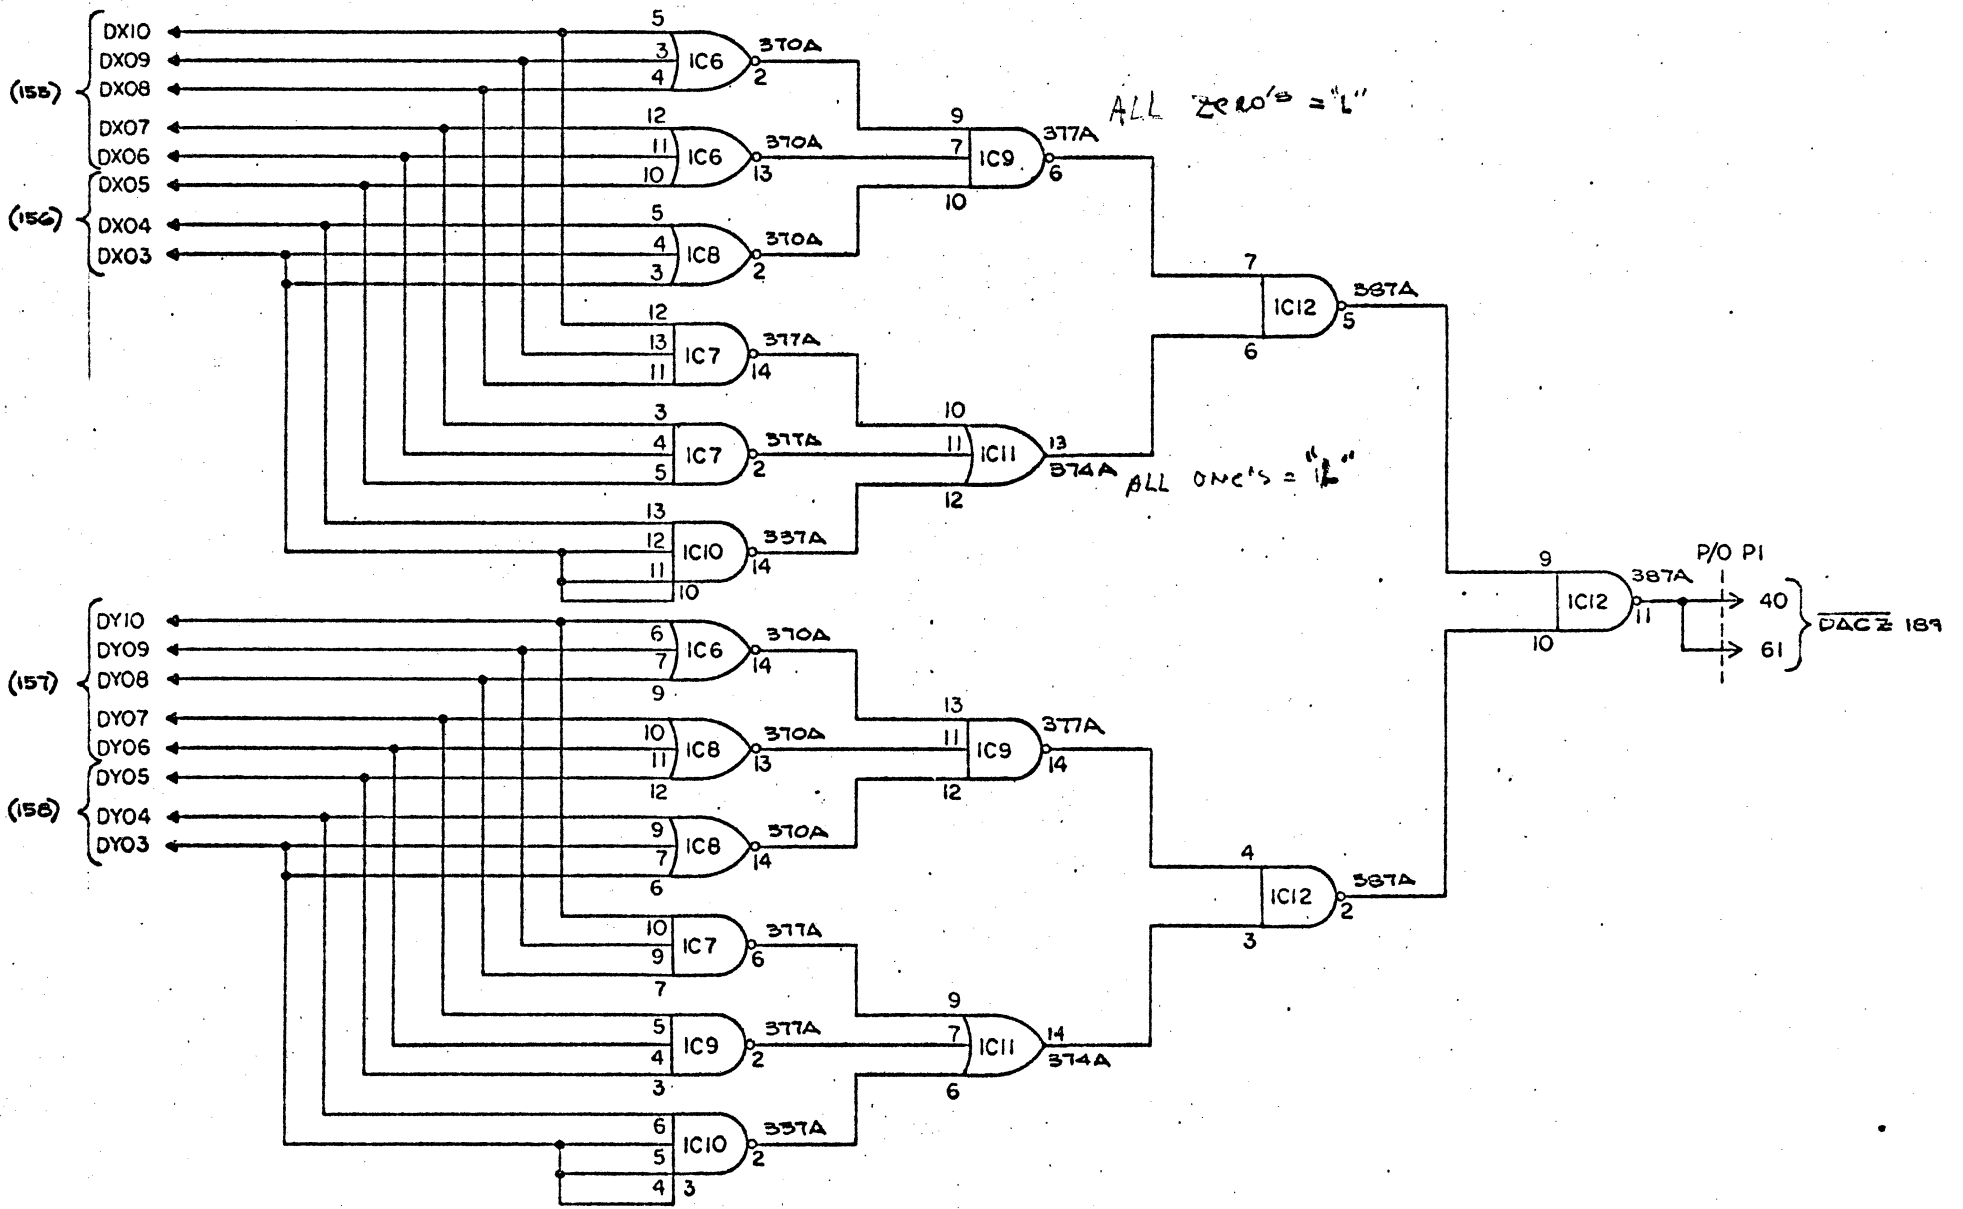 5
DX10
370A
3
IC6
DX09
2
4
(155)
DX08
ALL ZERO'S = "L"
12
9
DX07
377A
11
370A
7
IC6
IC9
DX06
13
6
10
DX05
10
(156)
5
DX04
370A
4
IC8
DX03
2
3
7
387A
IC12
5
12
13
377A
IC7
11
14
6
3
10
4
377A
11
13
IC7
IC11
5
2
374A
ALL ONE'S = "L"
12
13
12
337A
IC10
11
14
10
9
P/O P1
387A
IC12
40
11
DACZ 189
10
61
DY10
6
370A
DY09
7
IC6
14
(157)
DY08
9
13
DY07
377A
10
370A
11
IC8
IC9
DY06
11
13
14
DY05
12
12
(158)
DY04
9
370A
4
IC8
DY03
7
14
387A
6
IC12
2
3
10
377A
IC7
9
6
7
9
5
377A
7
14
IC9
IC11
4
2
374A
3
6
6
337A
IC10
5
2
4
3